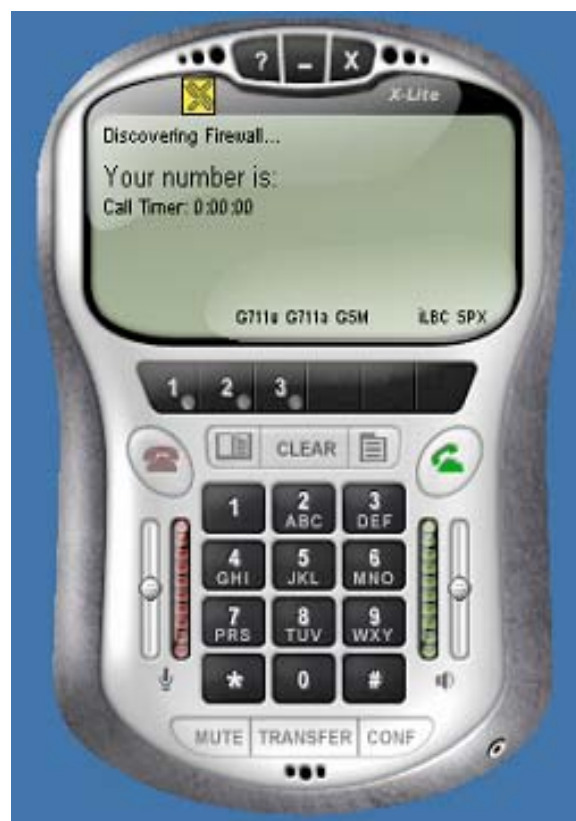 ? – X
X-Lite
Discovering Firewall...
Your number is:
Call Timer: 0:00:00
G711u G711a GSM iLBC SPX
1 2 3
CLEAR
1 2 ABC 3 DEF
4 GHI 5 JKL 6 MNO
7 PRS 8 TUV 9 WXY
* 0 #
MUTE TRANSFER CONF